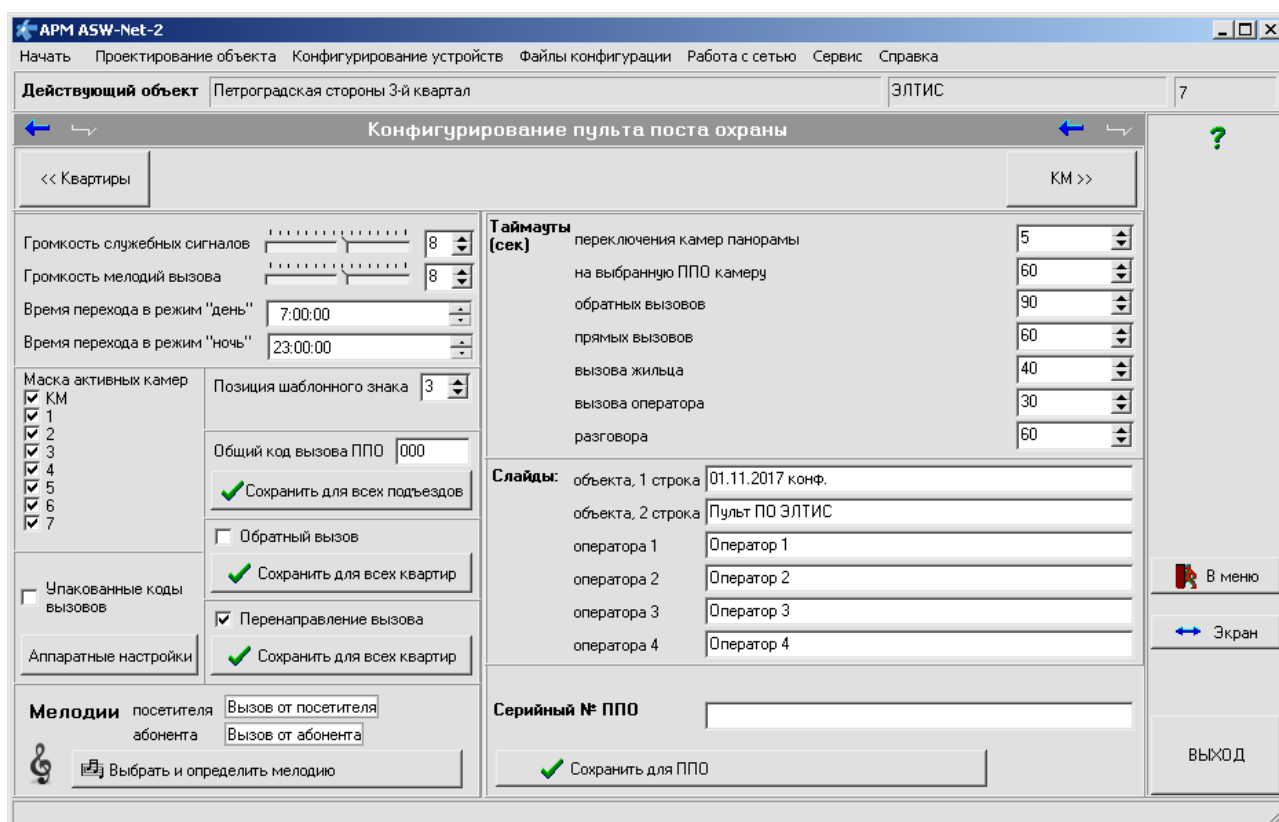 АРМ ASW-Net-2
Начать Проектирование объекта Конфигурирование устройств Файлы конфигурации Работа с сетью Сервис Справка
Действующий объект Петроградская стороны 3-й квартал ЭЛТИС 7
Конфигурирование пульта поста охраны
?
<< Квартиры
КМ >>
Громкость служебных сигналов 8
Громкость мелодий вызова 8
Время перехода в режим "день" 7:00:00
Время перехода в режим "ночь" 23:00:00
Маска активных камер
КМ
1
2
3
4
5
6
7
Позиция шаблонного знака 3
Общий код вызова ППО 000
Сохранить для всех подъездов
Обратный вызов
Сохранить для всех квартир
Упакованные коды
вызовов
Перенаправление вызова
Аппаратные настройки
Сохранить для всех квартир
Мелодии посетителя Вызов от посетителя
абонента Вызов от абонента
Выбрать и определить мелодию
Таймауты
(сек)
переключения камер панорамы 5
на выбранную ППО камеру 60
обратных вызовов 90
прямых вызовов 60
вызова жильца 40
вызова оператора 30
разговора 60
Слайды: объекта, 1 строка 01.11.2017 конф.
объекта, 2 строка Пульт ПО ЭЛТИС
оператора 1 Оператор 1
оператора 2 Оператор 2
оператора 3 Оператор 3
оператора 4 Оператор 4
Серийный № ППО
Сохранить для ППО
В меню
Экран
ВЫХОД